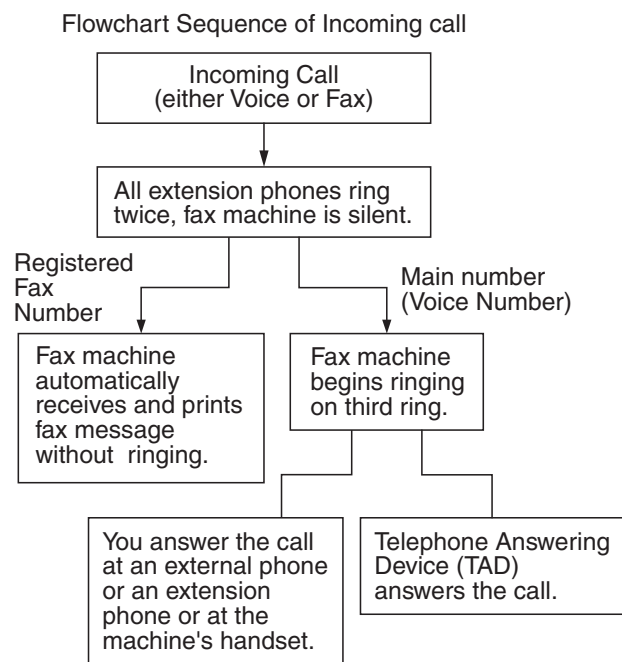 Flowchart Sequence of Incoming call
Incoming Call
(either Voice or Fax)
All extension phones ring
twice, fax machine is silent.
Registered
Fax
Number
Main number
(Voice Number)
Fax machine
automatically
receives and prints
fax message
without ringing.
Fax machine
begins ringing
on third ring.
You answer the call
at an external phone
or an extension
phone or at the
machine's handset.
Telephone Answering
Device (TAD)
answers the call.